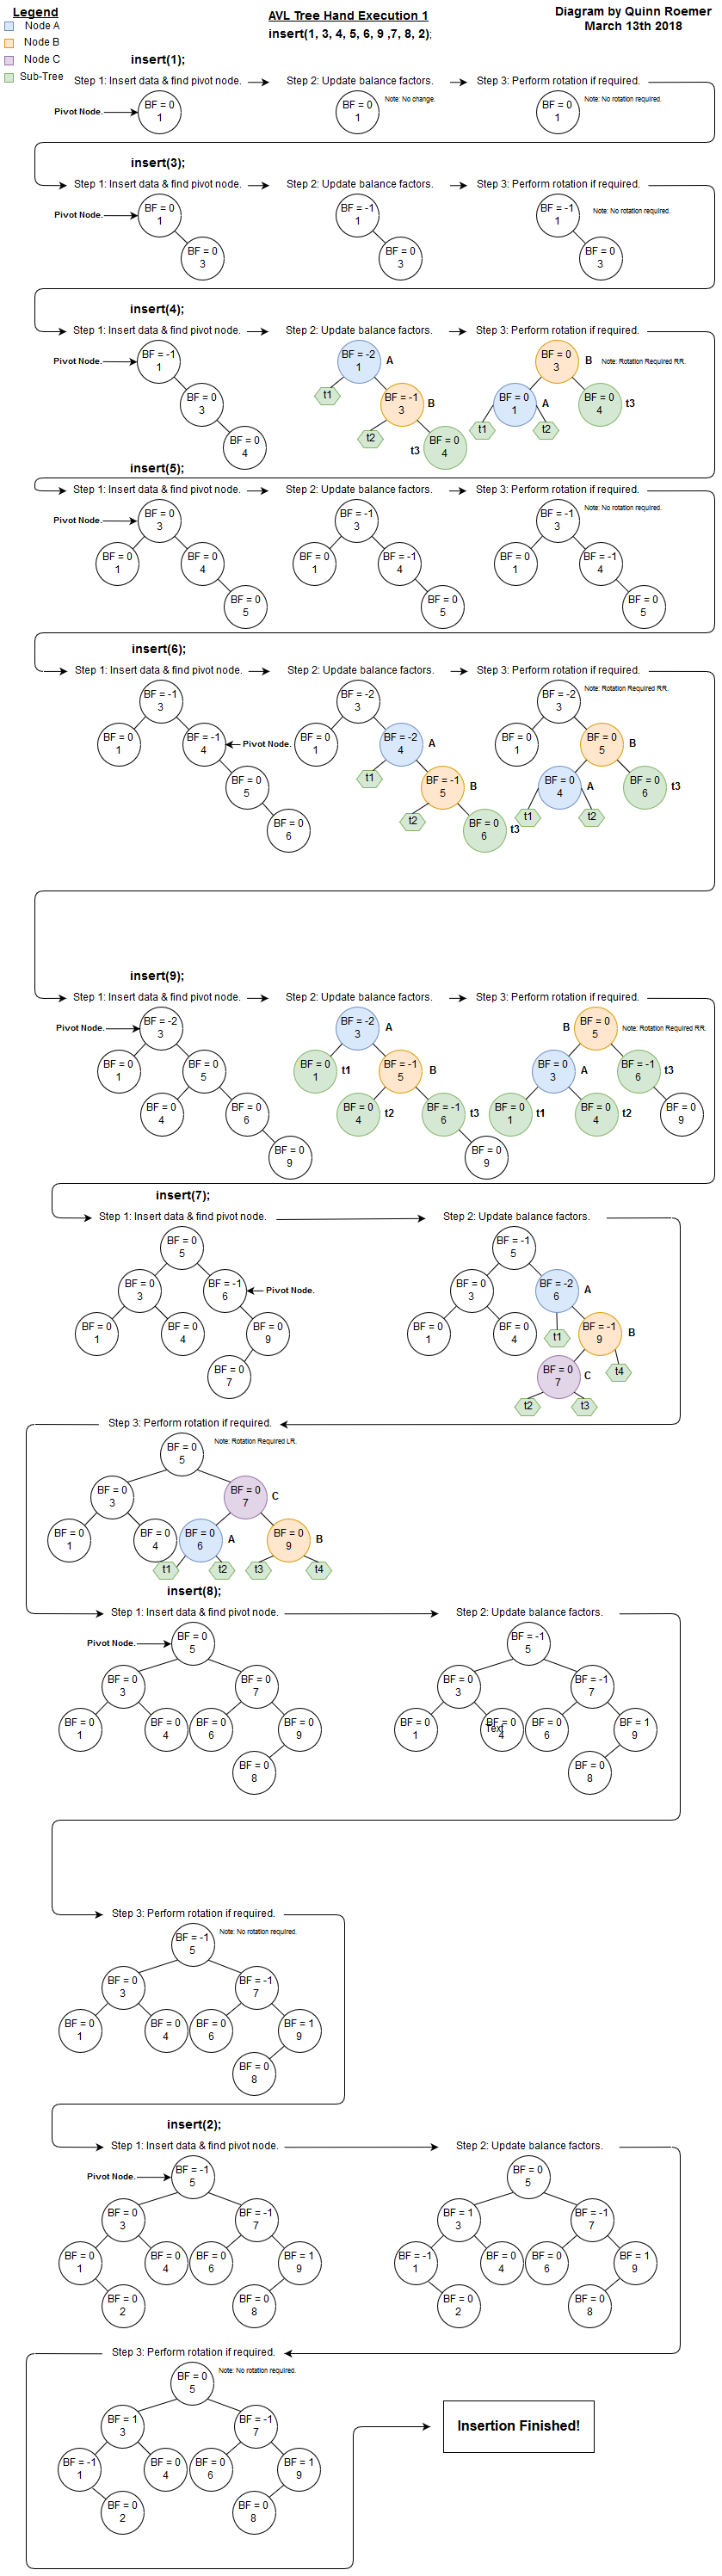 Legend
Node A
Node B
Node C
Sub-Tree
AVL Tree Hand Execution 1
insert(1, 3, 4, 5, 6, 9 ,7, 8, 2);
Diagram by Quinn Roemer
March 13th 2018
insert(1);
Step 1: Insert data & find pivot node.
Step 2: Update balance factors.
Step 3: Perform rotation if required.
Pivot Node.
BF = 0
1
BF = 0
1
Note: No change.
BF = 0
1
Note: No rotation required.
insert(3);
Step 1: Insert data & find pivot node.
Step 2: Update balance factors.
Step 3: Perform rotation if required.
Pivot Node.
BF = 0
1
BF = 0
3
BF = -1
1
BF = 0
3
BF = -1
1
BF = 0
3
Note: No rotation required.
insert(4);
Step 1: Insert data & find pivot node.
Step 2: Update balance factors.
Step 3: Perform rotation if required.
Pivot Node.
BF = -1
1
BF = 0
3
BF = 0
4
BF = -2
1
A
t1
BF = -1
3
B
t2
t3
BF = 0
4
BF = 0
3
B
Note: Rotation Required RR.
BF = 0
1
A
BF = 0
4
t3
t1
t2
insert(5);
Step 1: Insert data & find pivot node.
Step 2: Update balance factors.
Step 3: Perform rotation if required.
Pivot Node.
BF = 0
3
BF = 0
1
BF = 0
4
BF = 0
5
BF = -1
3
BF = 0
1
BF = -1
4
BF = 0
5
BF = -1
3
Note: No rotation required.
BF = 0
1
BF = -1
4
BF = 0
5
insert(6);
Step 1: Insert data & find pivot node.
Step 2: Update balance factors.
Step 3: Perform rotation if required.
BF = -1
3
BF = 0
1
BF = -1
4
Pivot Node.
BF = 0
5
BF = 0
6
BF = -2
3
BF = 0
1
BF = -2
4
A
t1
BF = -1
5
B
t2
BF = 0
6
t3
BF = -2
3
Note: Rotation Required RR.
BF = 0
1
BF = 0
5
B
BF = 0
4
A
BF = 0
6
t3
t1
t2
insert(9);
Step 1: Insert data & find pivot node.
Step 2: Update balance factors.
Step 3: Perform rotation if required.
Pivot Node.
BF = -2
3
BF = 0
1
BF = 0
5
BF = 0
4
BF = 0
6
BF = 0
9
BF = -2
3
A
BF = 0
1
t1
BF = -1
5
B
BF = 0
4
t2
BF = -1
6
t3
BF = 0
9
B
BF = 0
5
Note: Rotation Required RR.
BF = 0
3
A
BF = -1
6
t3
BF = 0
1
t1
BF = 0
4
t2
BF = 0
9
insert(7);
Step 1: Insert data & find pivot node.
Step 2: Update balance factors.
BF = 0
5
BF = 0
3
BF = -1
6
Pivot Node.
BF = 0
1
BF = 0
4
BF = 0
9
BF = 0
7
BF = -1
5
BF = 0
3
BF = -2
6
A
BF = 0
1
BF = 0
4
t1
BF = -1
9
B
BF = 0
7
C
t4
t2
t3
Step 3: Perform rotation if required.
BF = 0
5
Note: Rotation Required LR.
BF = 0
3
BF = 0
7
C
BF = 0
1
BF = 0
4
BF = 0
6
A
BF = 0
9
B
t1
t2
t3
t4
insert(8);
Step 1: Insert data & find pivot node.
Step 2: Update balance factors.
Pivot Node.
BF = 0
5
BF = 0
3
BF = 0
7
BF = 0
1
BF = 0
4
BF = 0
6
BF = 0
9
BF = 0
8
BF = -1
5
BF = 0
3
BF = -1
7
BF = 0
1
BF = 0
Text
4
BF = 0
6
BF = 1
9
BF = 0
8
Step 3: Perform rotation if required.
BF = -1
5
Note: No rotation required.
BF = 0
3
BF = -1
7
BF = 0
1
BF = 0
4
BF = 0
6
BF = 1
9
BF = 0
8
insert(2);
Step 1: Insert data & find pivot node.
Step 2: Update balance factors.
Pivot Node.
BF = -1
5
BF = 0
3
BF = -1
7
BF = 0
1
BF = 0
4
BF = 0
6
BF = 1
9
BF = 0
2
BF = 0
8
BF = 0
5
BF = 1
3
BF = -1
7
BF = -1
1
BF = 0
4
BF = 0
6
BF = 1
9
BF = 0
2
BF = 0
8
Step 3: Perform rotation if required.
BF = 0
5
Note: No rotation required.
BF = 1
3
BF = -1
7
BF = -1
1
BF = 0
4
BF = 0
6
BF = 1
9
BF = 0
2
BF = 0
8
Insertion Finished!